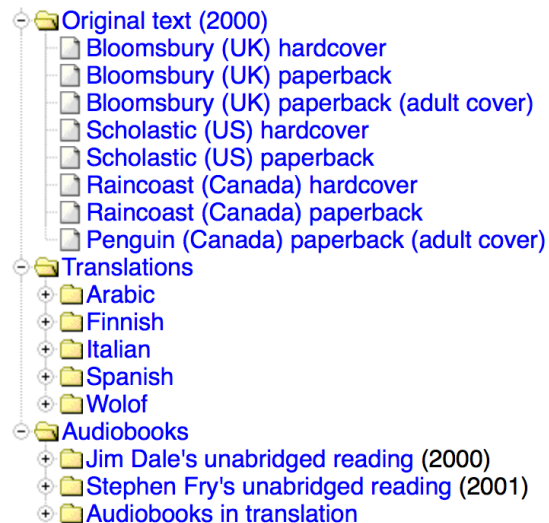 Original text (2000)
Bloomsbury (UK) hardcover
Bloomsbury (UK) paperback
Bloomsbury (UK) paperback (adult cover)
Scholastic (US) hardcover
Scholastic (US) paperback
Raincoast (Canada) hardcover
Raincoast (Canada) paperback
Penguin (Canada) paperback (adult cover)
Translations
Arabic
Finnish
Italian
Spanish
Wolof
Audiobooks
Jim Dale's unabridged reading (2000)
Stephen Fry's unabridged reading (2001)
Audiobooks in translation